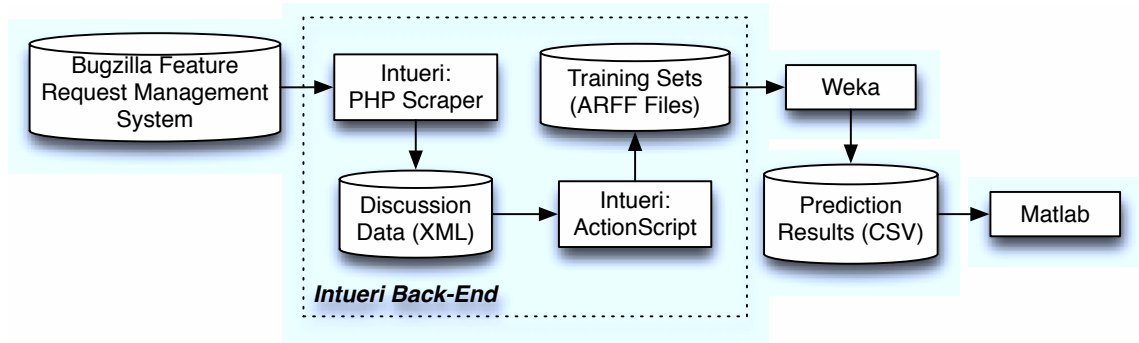 Bugzilla Feature
Request Management
System
Intueri:
PHP Scraper
Discussion
Data (XML)
Intueri:
ActionScript
Training Sets
(ARFF Files)
Weka
Prediction
Results (CSV)
Matlab
Intueri Back-End